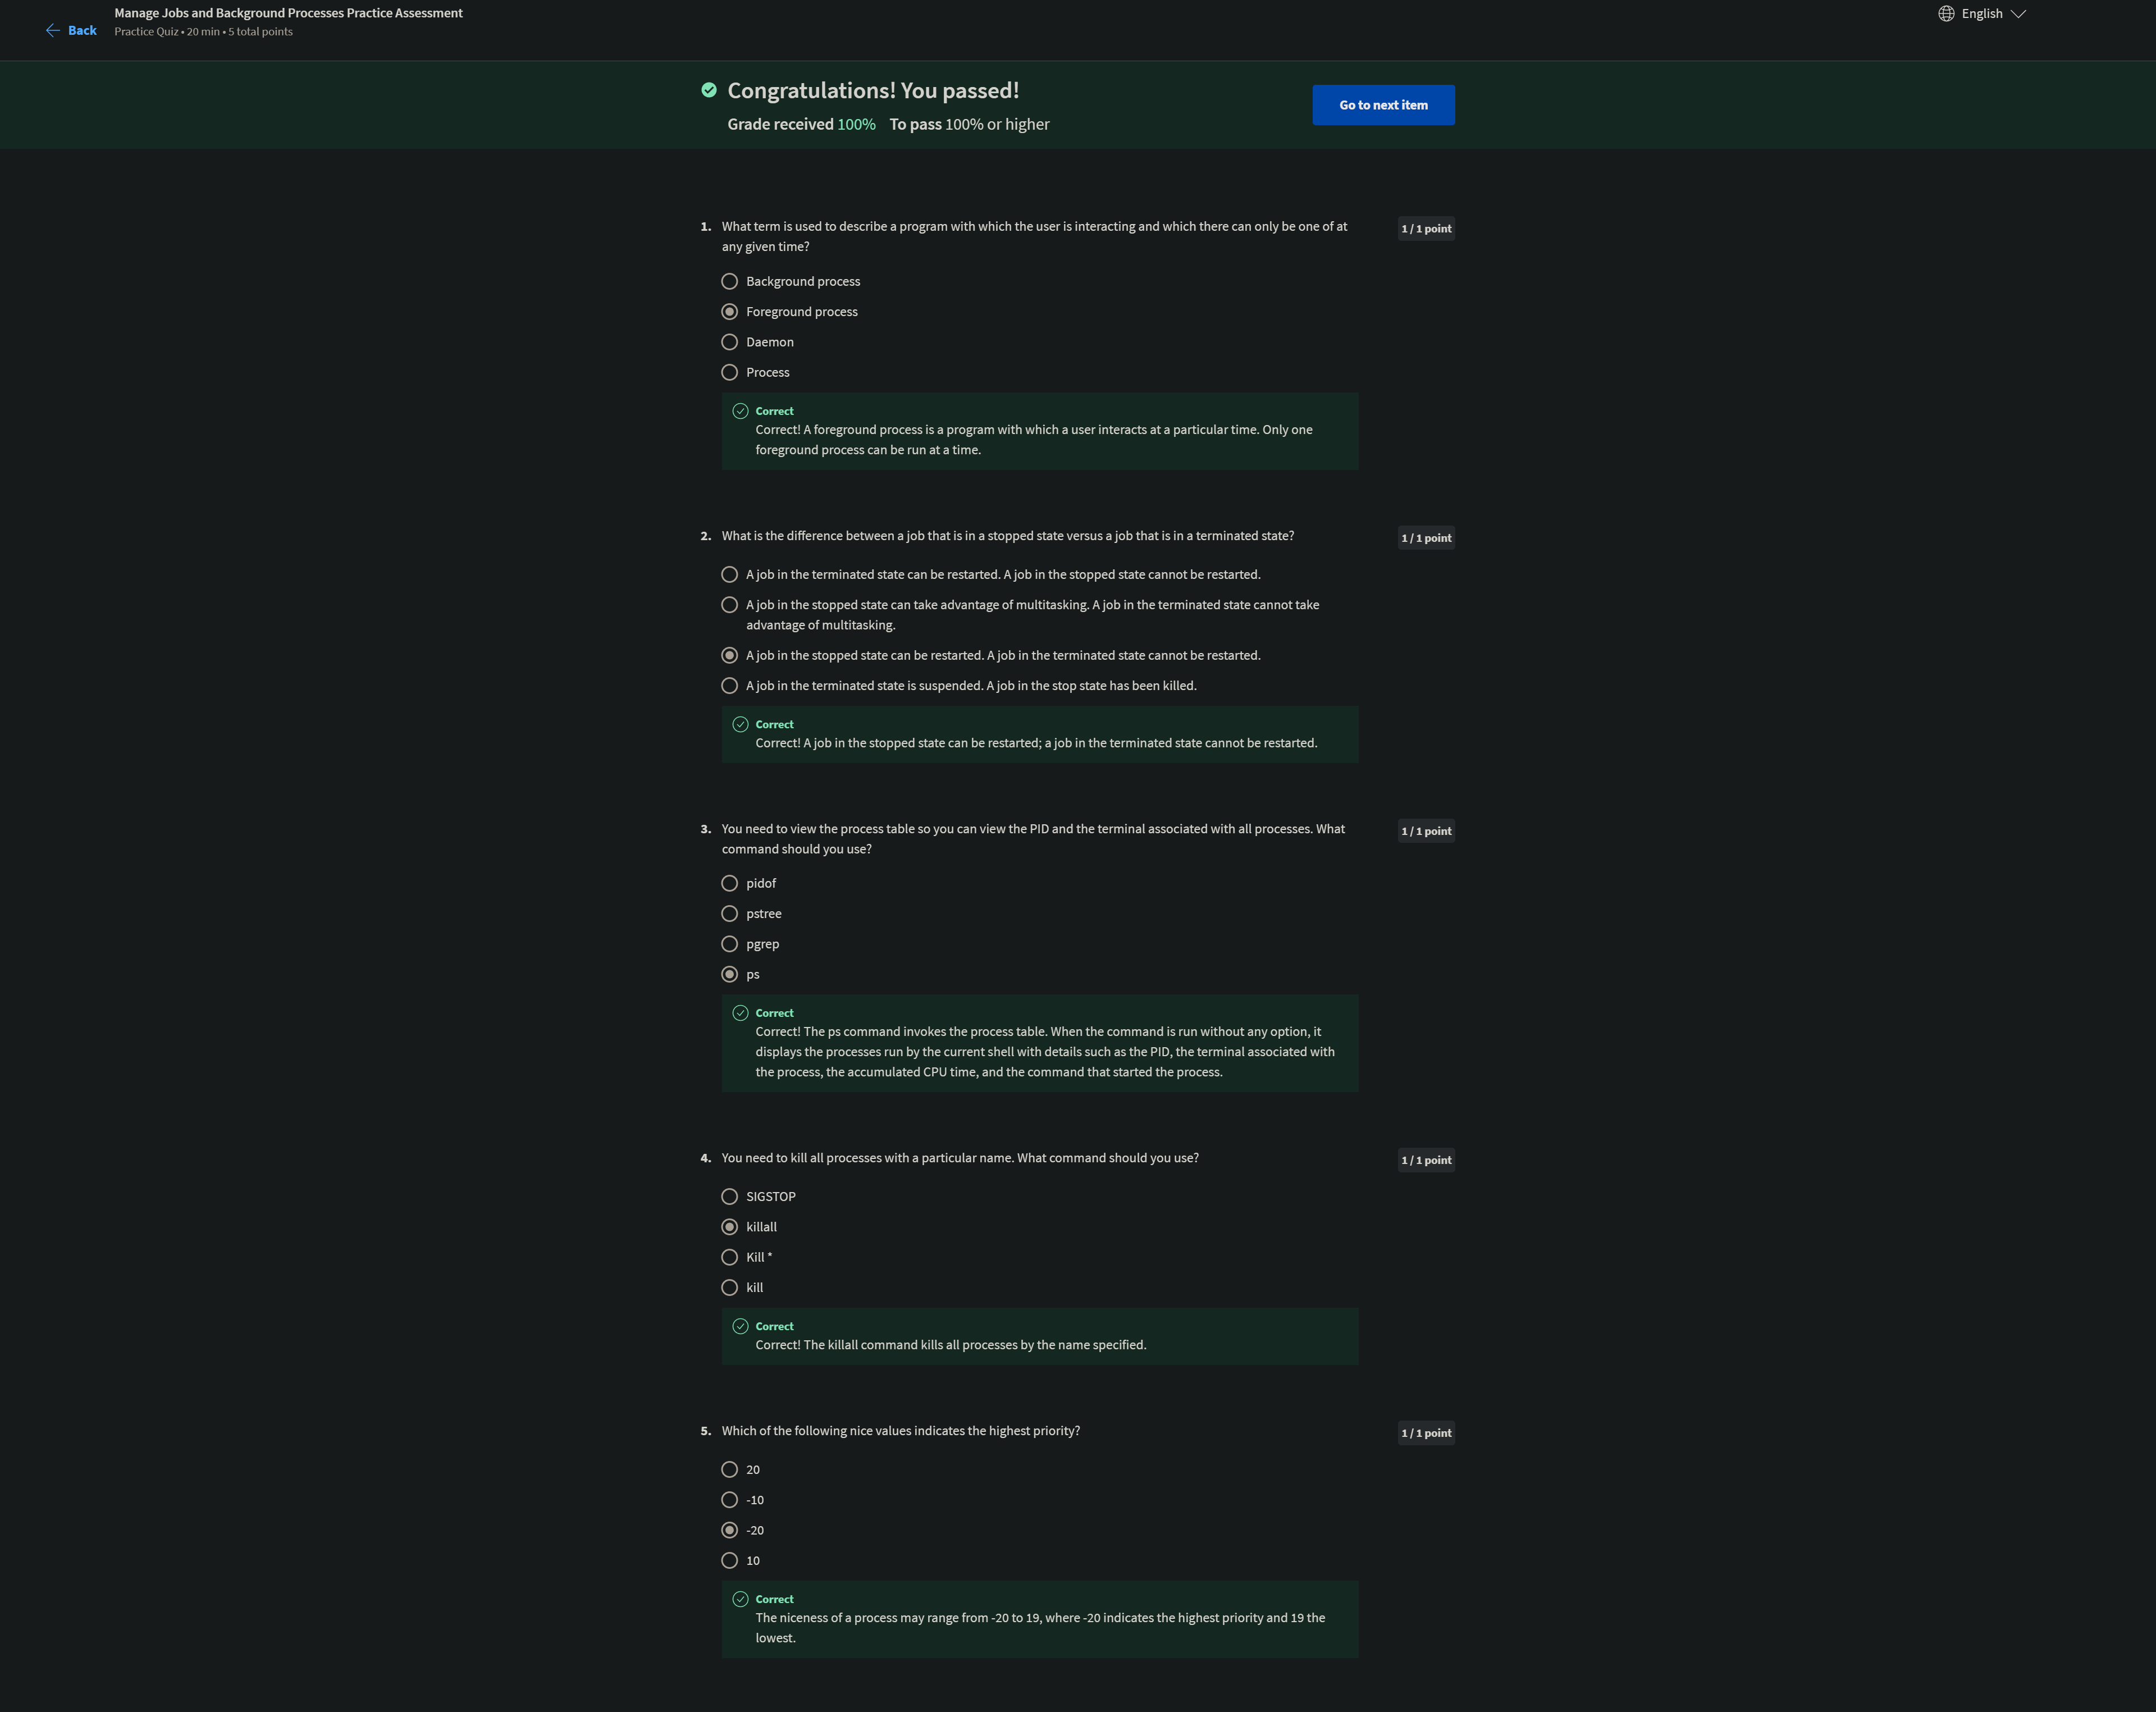 Back
Manage Jobs and Background Processes Practice Assessment
Practice Quiz • 20 min • 5 total points
English
Congratulations! You passed!
Grade received 100% To pass 100% or higher
Go to next item
1. What term is used to describe a program with which the user is interacting and which there can only be one of at
any given time?
1 / 1 point
Background process
Foreground process
Daemon
Process
Correct
Correct! A foreground process is a program with which a user interacts at a particular time. Only one
foreground process can be run at a time.
2. What is the difference between a job that is in a stopped state versus a job that is in a terminated state?
1 / 1 point
A job in the terminated state can be restarted. A job in the stopped state cannot be restarted.
A job in the stopped state can take advantage of multitasking. A job in the terminated state cannot take
advantage of multitasking.
A job in the stopped state can be restarted. A job in the terminated state cannot be restarted.
A job in the terminated state is suspended. A job in the stop state has been killed.
Correct
Correct! A job in the stopped state can be restarted; a job in the terminated state cannot be restarted.
3. You need to view the process table so you can view the PID and the terminal associated with all processes. What
command should you use?
1 / 1 point
pidof
pstree
pgrep
ps
Correct
Correct! The ps command invokes the process table. When the command is run without any option, it
displays the processes run by the current shell with details such as the PID, the terminal associated with
the process, the accumulated CPU time, and the command that started the process.
4. You need to kill all processes with a particular name. What command should you use?
1 / 1 point
SIGSTOP
killall
Kill *
kill
Correct
Correct! The killall command kills all processes by the name specified.
5. Which of the following nice values indicates the highest priority?
1 / 1 point
20
-10
-20
10
Correct
The niceness of a process may range from -20 to 19, where -20 indicates the highest priority and 19 the
lowest.